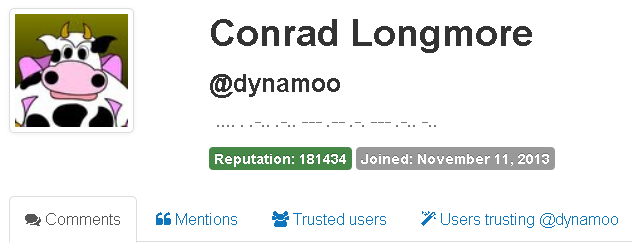 Conrad Longmore
@dynamoo
.... . .-.. .-.. --- .-- .-. --- .-.. -..
Reputation: 181434 Joined: November 11, 2013
Comments Mentions Trusted users Users trusting @dynamoo